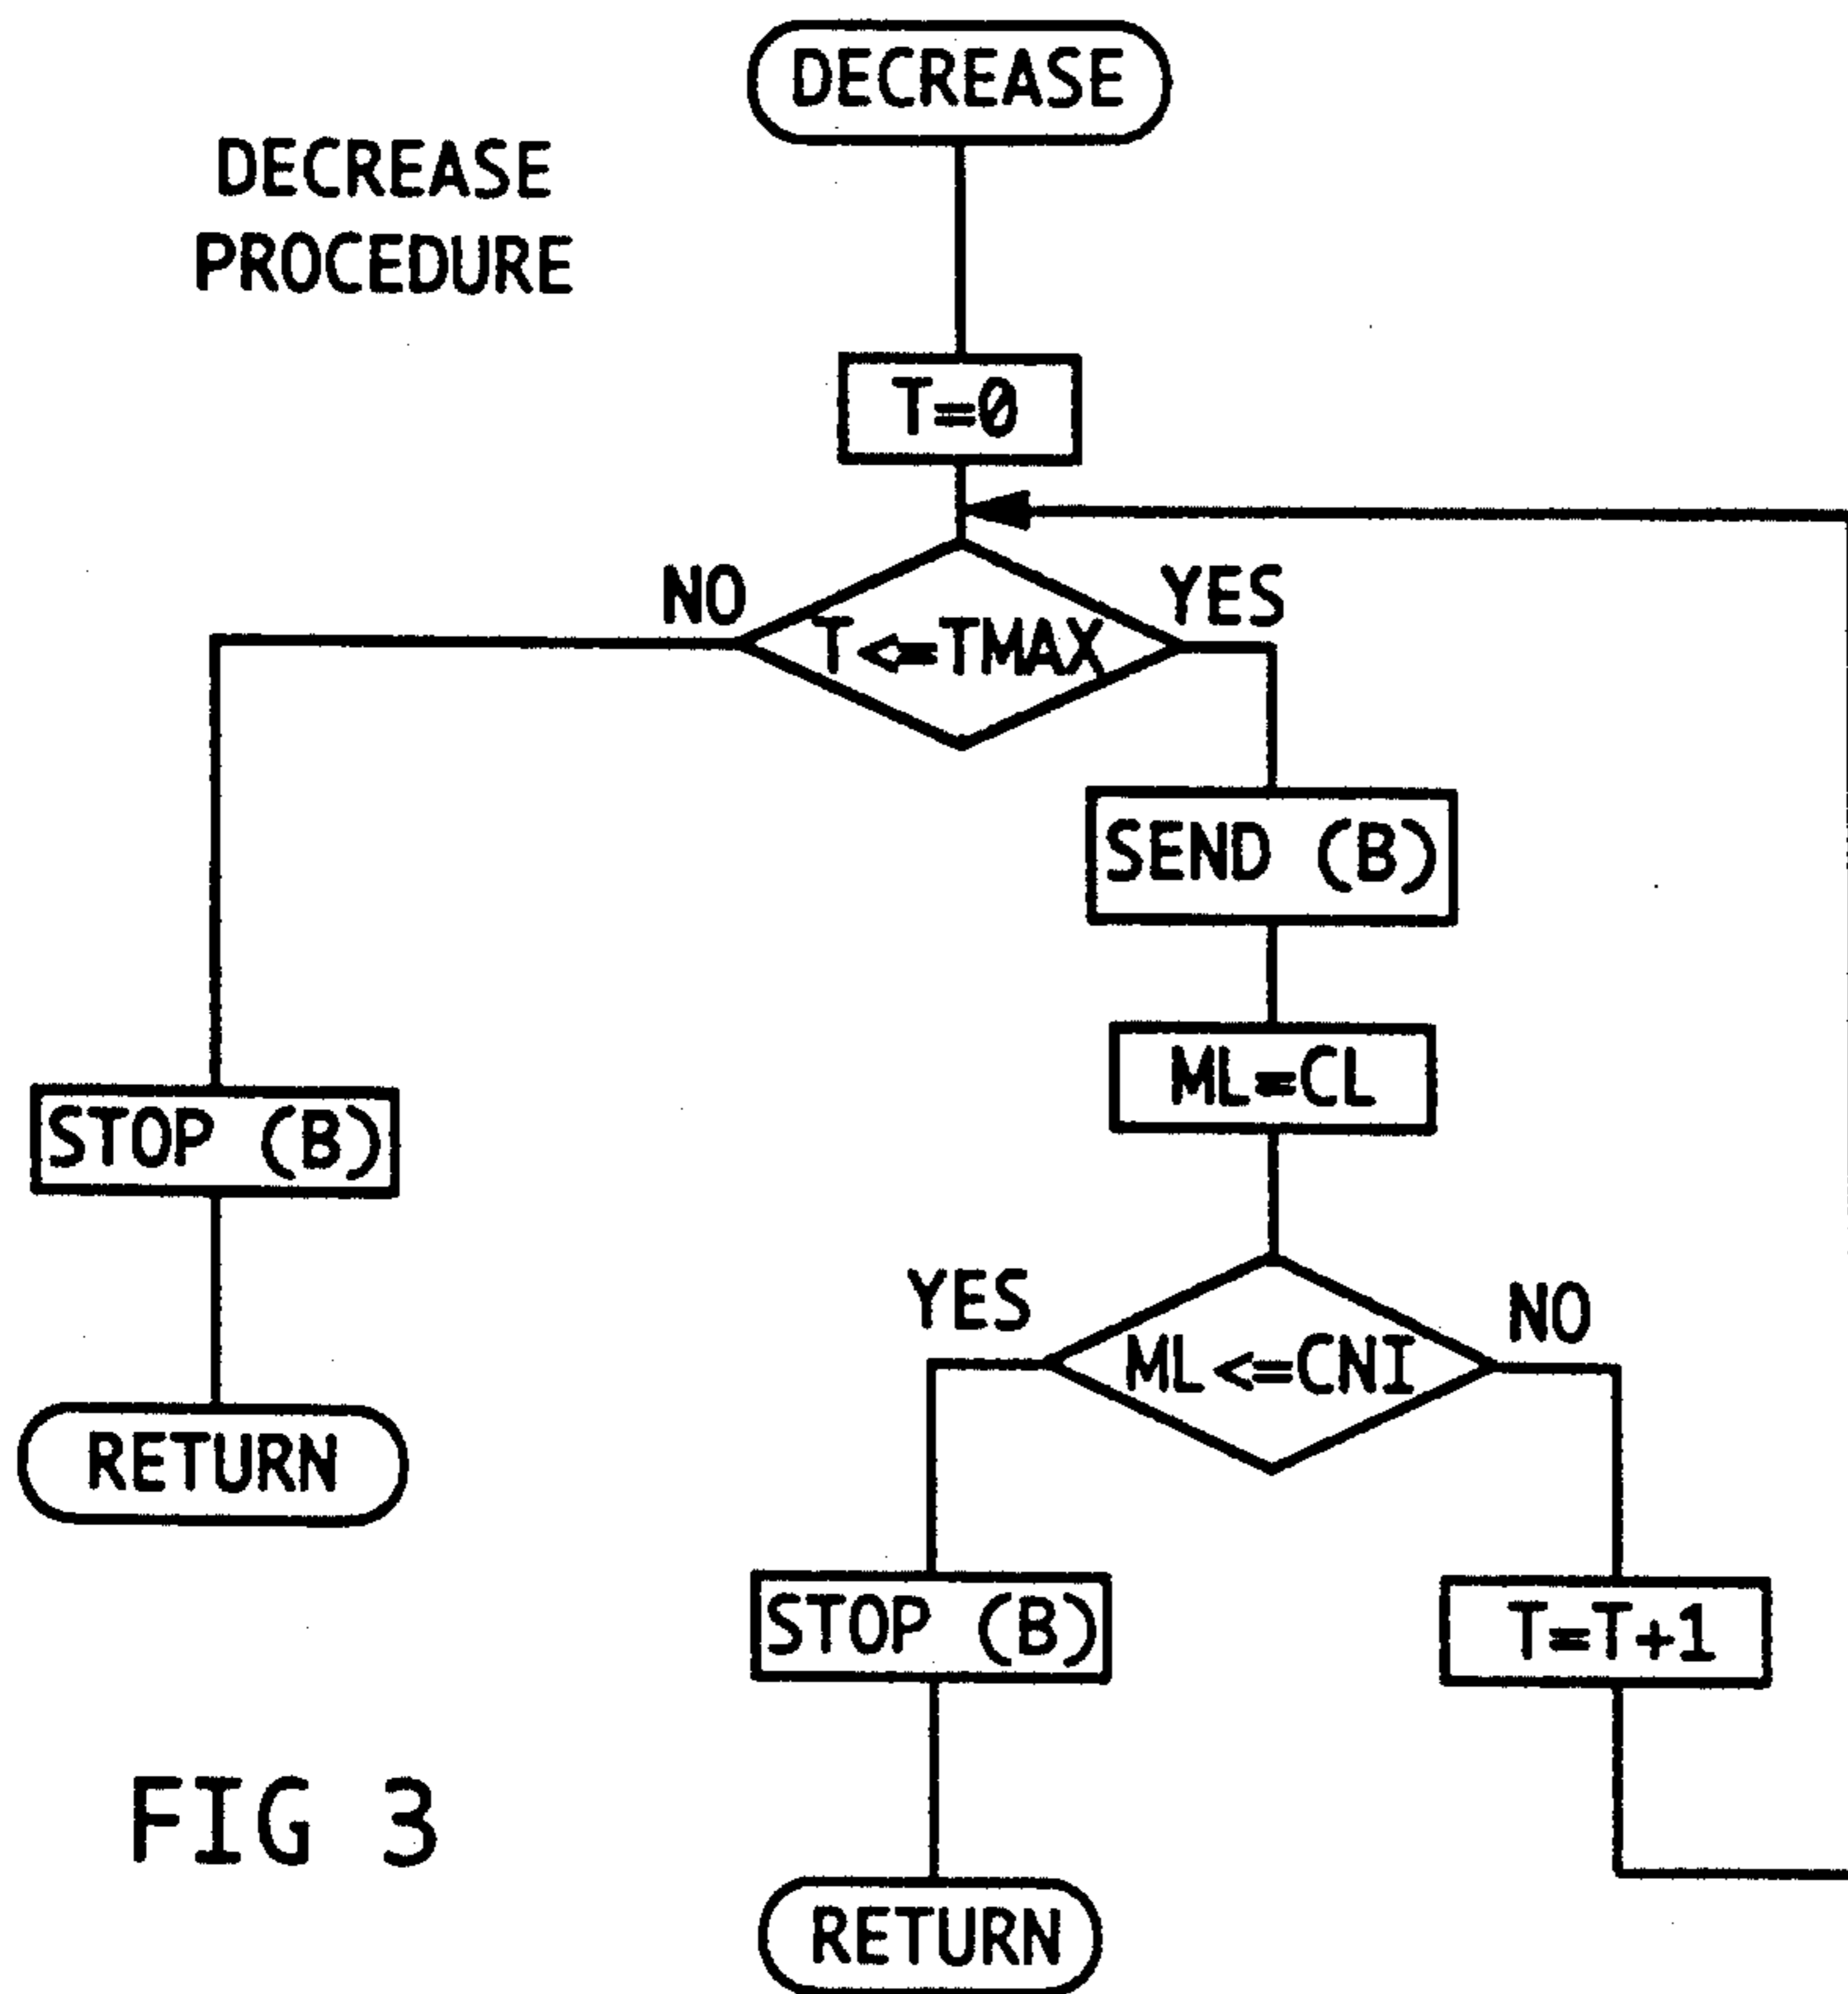 DECREASE
DECREASE
PROCEDURE
T=0
NO
YES
T<=TMAX
SEND (B)
ML=CL
STOP (B)
YES
NO
ML<=CNI
RETURN
STOP (B)
T=T+1
FIG 3
RETURN